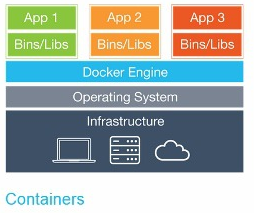 App 1
App 2
App 3
Bins/Libs
Bins/Libs
Bins/Libs
Docker Engine
Operating System
Infrastructure
Containers